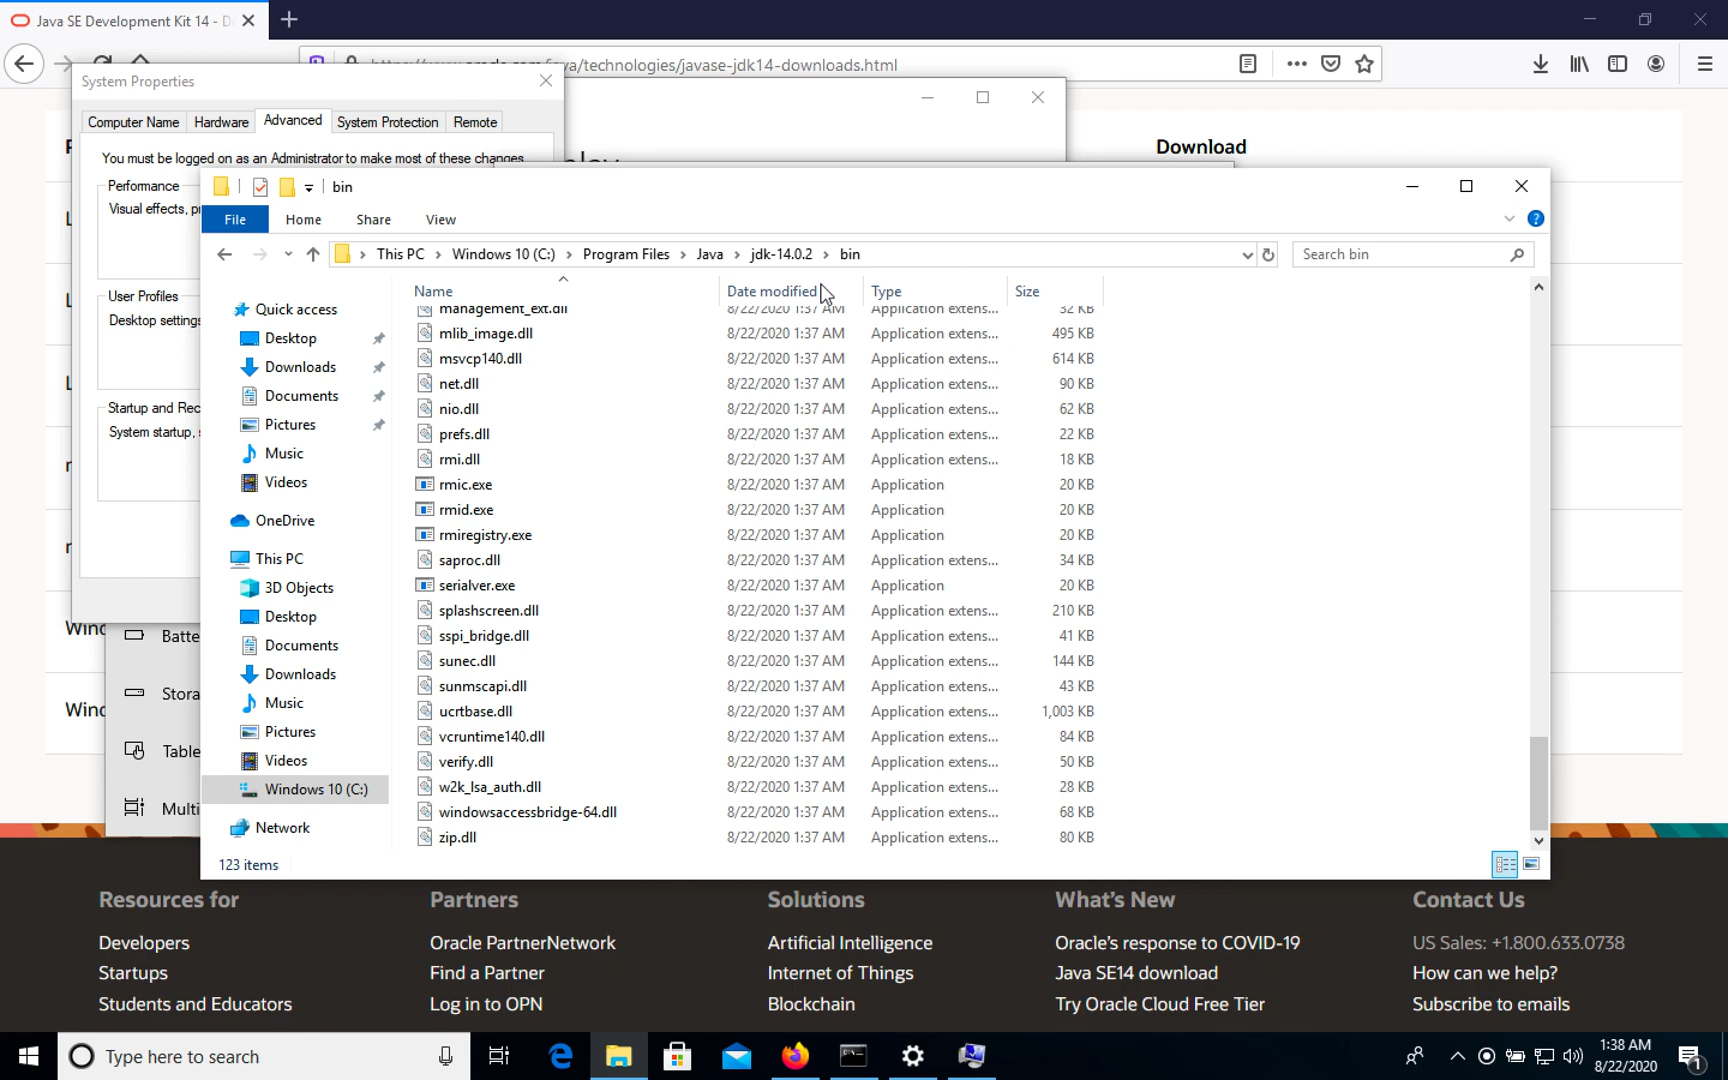 Java SE Development Kit 14 - D
https://www.oracle.com/java/technologies/javase-jdk14-downloads.html
System Properties
Computer Name Hardware Advanced System Protection Remote
You must be logged on as an Administrator to make most of these changes.
Performance
Visual effects,
User Profiles
Desktop settings
Startup and Rec
System startup,
Download
bin
File Home Share View
This PC > Windows 10 (C:) > Program Files > Java > jdk-14.0.2 > bin
Search bin
Name Date modified Type Size
management_ext.dll 8/22/2020 1:37 AM Application extens... 32 KB
mlib_image.dll 8/22/2020 1:37 AM Application extens... 495 KB
msvcp140.dll 8/22/2020 1:37 AM Application extens... 614 KB
net.dll 8/22/2020 1:37 AM Application extens... 90 KB
nio.dll 8/22/2020 1:37 AM Application extens... 62 KB
prefs.dll 8/22/2020 1:37 AM Application extens... 22 KB
rmi.dll 8/22/2020 1:37 AM Application extens... 18 KB
rmic.exe 8/22/2020 1:37 AM Application 20 KB
rmid.exe 8/22/2020 1:37 AM Application 20 KB
rmiregistry.exe 8/22/2020 1:37 AM Application 20 KB
saproc.dll 8/22/2020 1:37 AM Application extens... 34 KB
serialver.exe 8/22/2020 1:37 AM Application 20 KB
splashscreen.dll 8/22/2020 1:37 AM Application extens... 210 KB
sspi_bridge.dll 8/22/2020 1:37 AM Application extens... 41 KB
sunec.dll 8/22/2020 1:37 AM Application extens... 144 KB
sunmscapi.dll 8/22/2020 1:37 AM Application extens... 43 KB
ucrtbase.dll 8/22/2020 1:37 AM Application extens... 1,003 KB
vcruntime140.dll 8/22/2020 1:37 AM Application extens... 84 KB
verify.dll 8/22/2020 1:37 AM Application extens... 50 KB
w2k_lsa_auth.dll 8/22/2020 1:37 AM Application extens... 28 KB
windowsaccessbridge-64.dll 8/22/2020 1:37 AM Application extens... 68 KB
zip.dll 8/22/2020 1:37 AM Application extens... 80 KB
Quick access
Desktop
Downloads
Documents
Pictures
Music
Videos
OneDrive
This PC
3D Objects
Desktop
Documents
Downloads
Music
Pictures
Videos
Windows 10 (C:)
Network
123 items
Wind
Wind
Batte
Stora
Table
Multi
Resources for
Developers
Startups
Students and Educators
Partners
Oracle PartnerNetwork
Find a Partner
Log in to OPN
Solutions
Artificial Intelligence
Internet of Things
Blockchain
What's New
Oracle's response to COVID-19
Java SE14 download
Try Oracle Cloud Free Tier
Contact Us
US Sales: +1.800.633.0738
How can we help?
Subscribe to emails
Type here to search
1:38 AM
8/22/2020
1